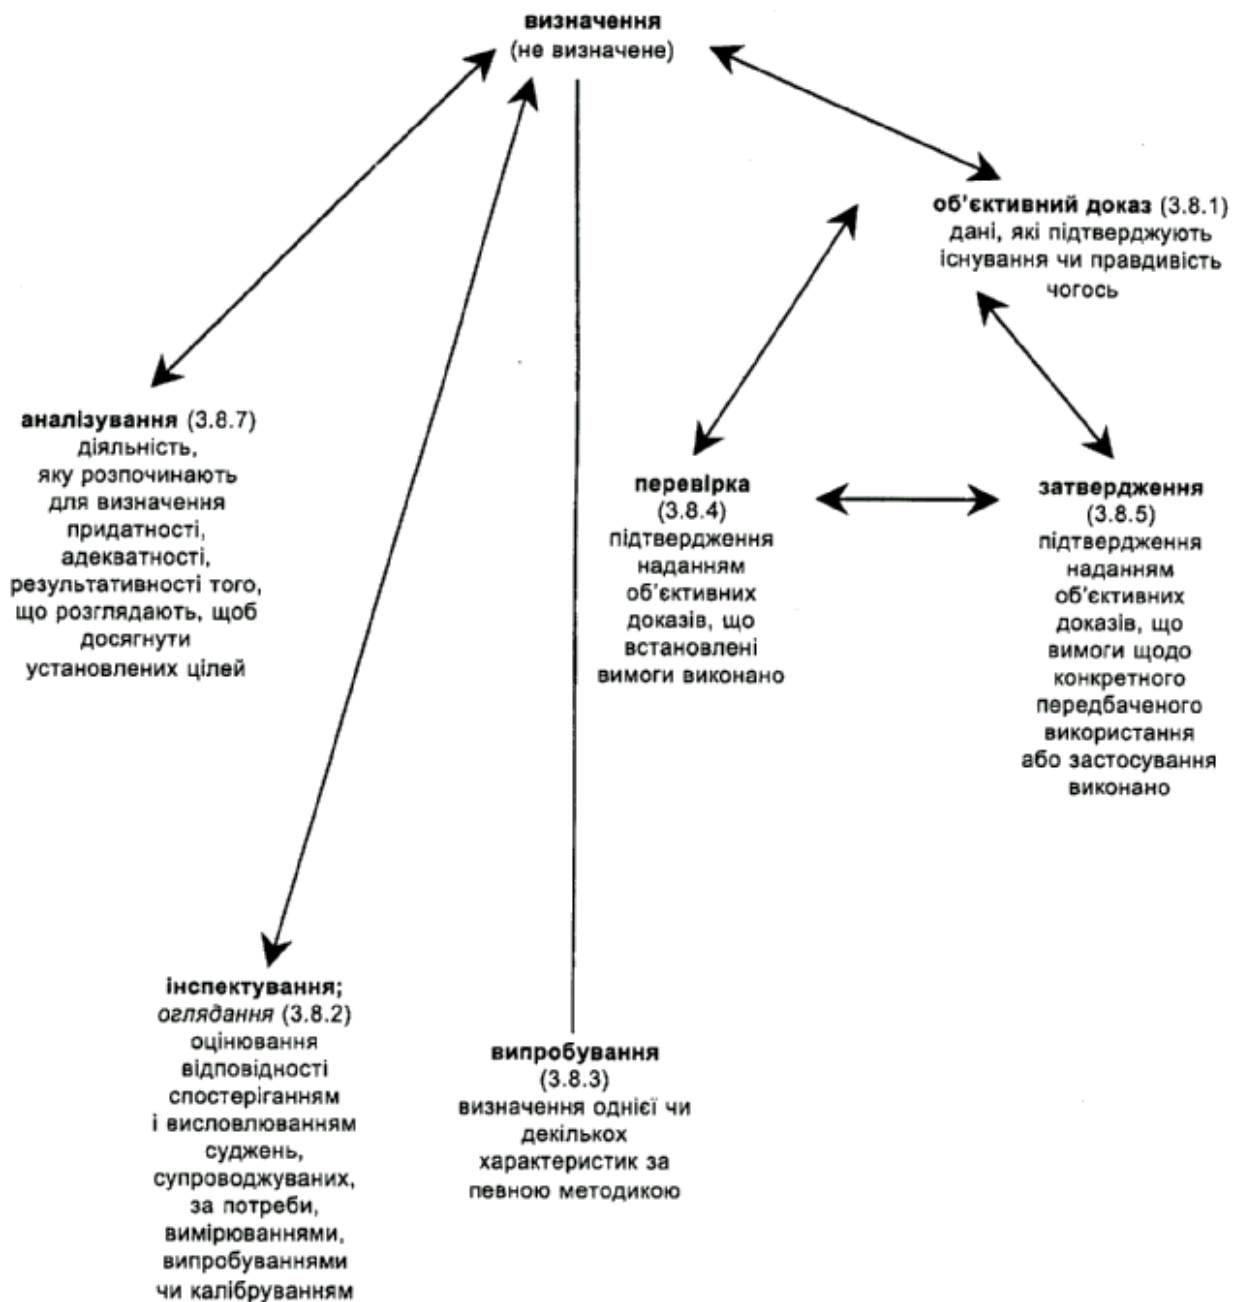 визначення
(не визначене)
об'єктивний доказ (3.8.1)
дані, які підтверджують
існування чи правдивість
чогось
аналізування (3.8.7)
діяльність,
яку розпочинають
для визначення
придатності,
адекватності,
результативності того,
що розглядають, щоб
досягнути
установлених цілей
перевірка
(3.8.4)
підтвердження
наданням
об'єктивних
доказів, що
встановлені
вимоги виконано
затвердження
(3.8.5)
підтвердження
наданням
об'єктивних
доказів, що
вимоги щодо
конкретного
передбаченого
використання
або застосування
виконано
інспектування;
оглядання (3.8.2)
оцінювання
відповідності
спостеріганням
і висловлюванням
суджень,
супроводжуваних,
за потреби,
вимірюваннями,
випробуваннями
чи калібруванням
випробування
(3.8.3)
визначення однієї чи
декількох
характеристик за
певною методикою